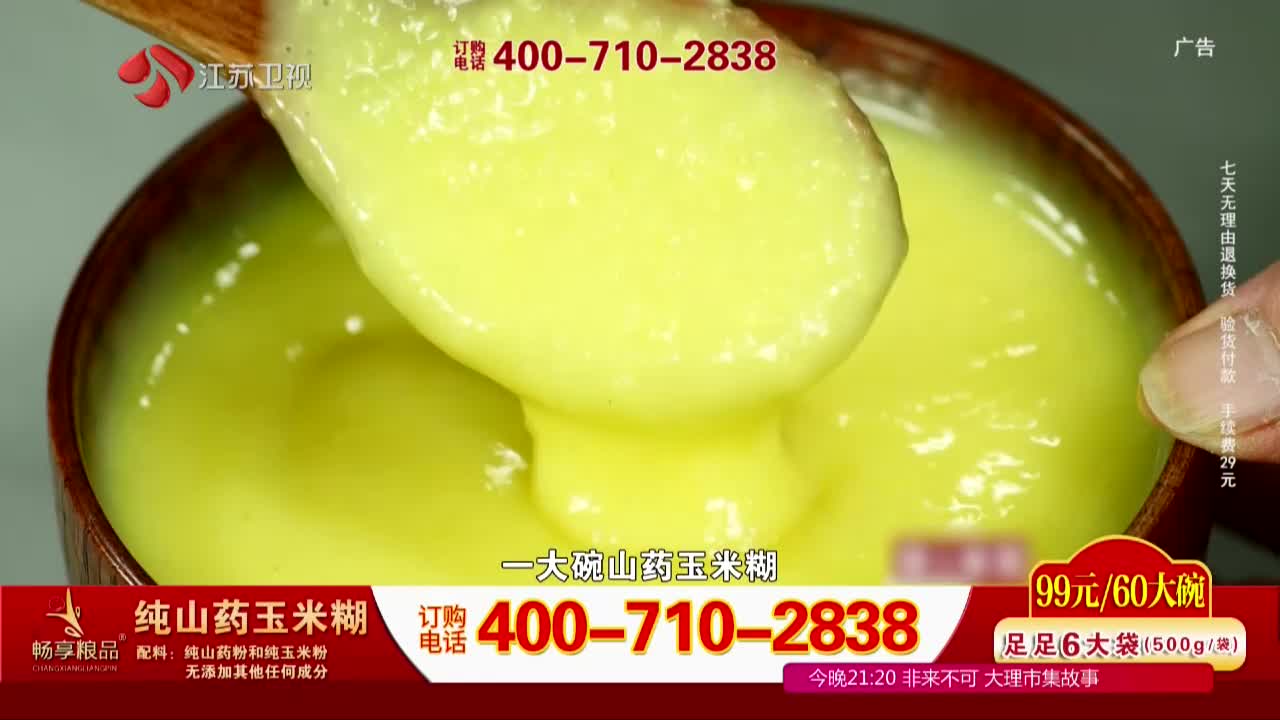 江苏卫视
订购电话 400-710-2838
广告
七天无理由退换货 验货付款 手续费29元
一大碗山药玉米糊
畅享粮品®
CHANGXIANGLIANGPIN
纯山药玉米糊
配料：纯山药粉和纯玉米粉
无添加其他任何成分
订购电话 400-710-2838
99元/60大碗
足足6大袋(500g/袋)
今晚21:20 非来不可 大理市集故事